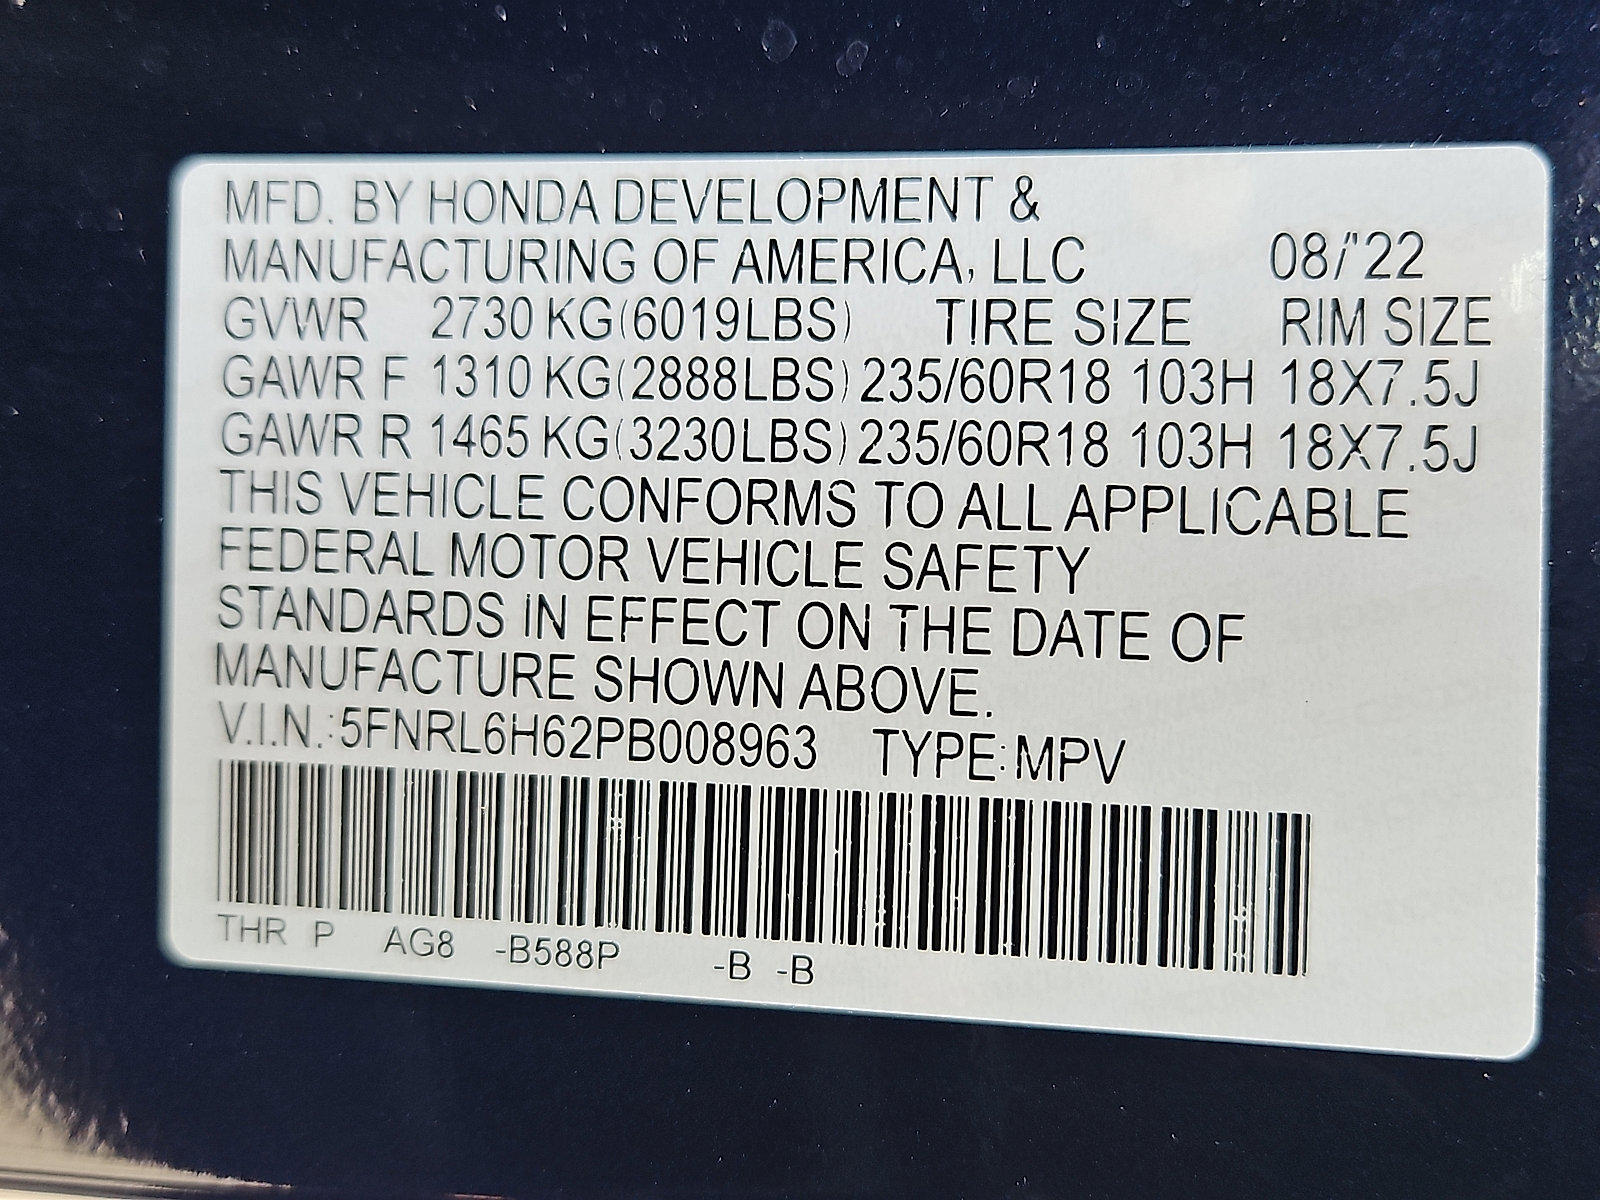 MFD. BY HONDA DEVELOPMENT &
MANUFACTURING OF AMERICA, LLC 08/'22
GVWR 2730 KG(6019LBS) TIRE SIZE RIM SIZE
GAWR F 1310 KG(2888LBS) 235/60R18 103H 18X7.5J
GAWR R 1465 KG(3230LBS) 235/60R18 103H 18X7.5J
THIS VEHICLE CONFORMS TO ALL APPLICABLE
FEDERAL MOTOR VEHICLE SAFETY
STANDARDS IN EFFECT ON THE DATE OF
MANUFACTURE SHOWN ABOVE.
V.I.N.:5FNRL6H62PB008963 TYPE:MPV
THR P AG8 -B588P -B -B